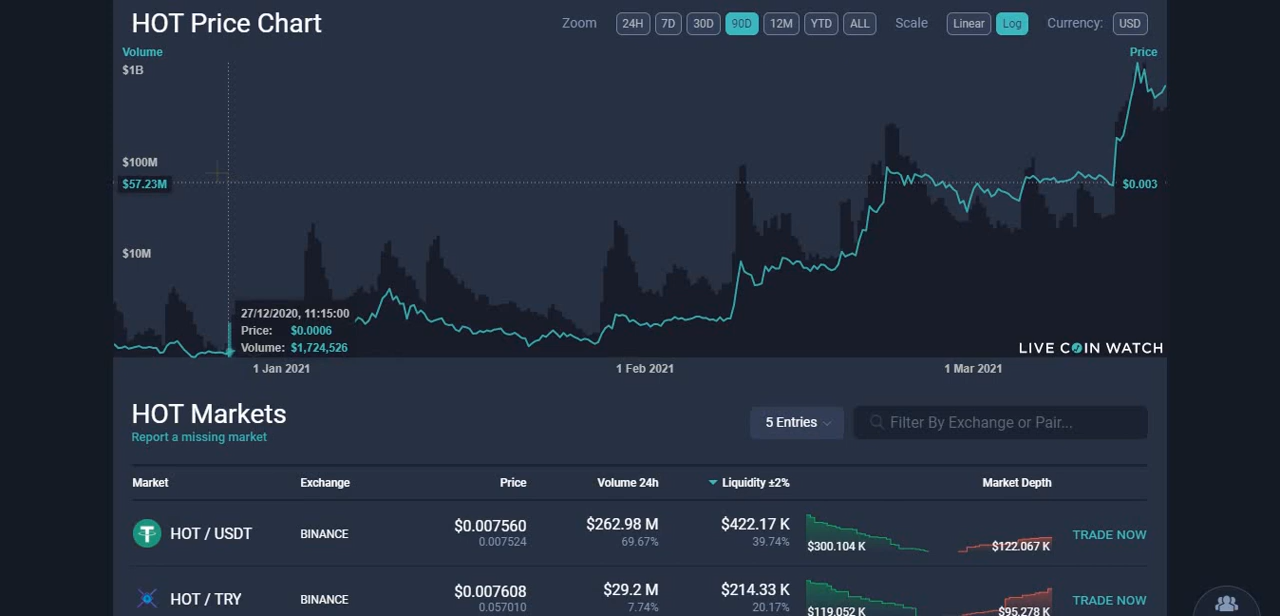 HOT Price Chart
Zoom 24H 7D 30D 90D 12M YTD ALL Scale Linear Log Currency: USD
Volume Price
$1B
$100M
$57.23M $0.003
$10M
27/12/2020, 11:15:00
Price: $0.0006
Volume: $1,724,526
LIVE COIN WATCH
1 Jan 2021 1 Feb 2021 1 Mar 2021
HOT Markets
Report a missing market
5 Entries Filter By Exchange or Pair...
Market Exchange Price Volume 24h Liquidity ±2% Market Depth
HOT / USDT BINANCE $0.007560 $262.98 M $422.17 K TRADE NOW
0.007524 69.67% 39.74% $300.104 K $122.067 K
HOT / TRY BINANCE $0.007608 $29.2 M $214.33 K TRADE NOW
0.057010 7.74% 20.17% $119.052 K $95.278 K